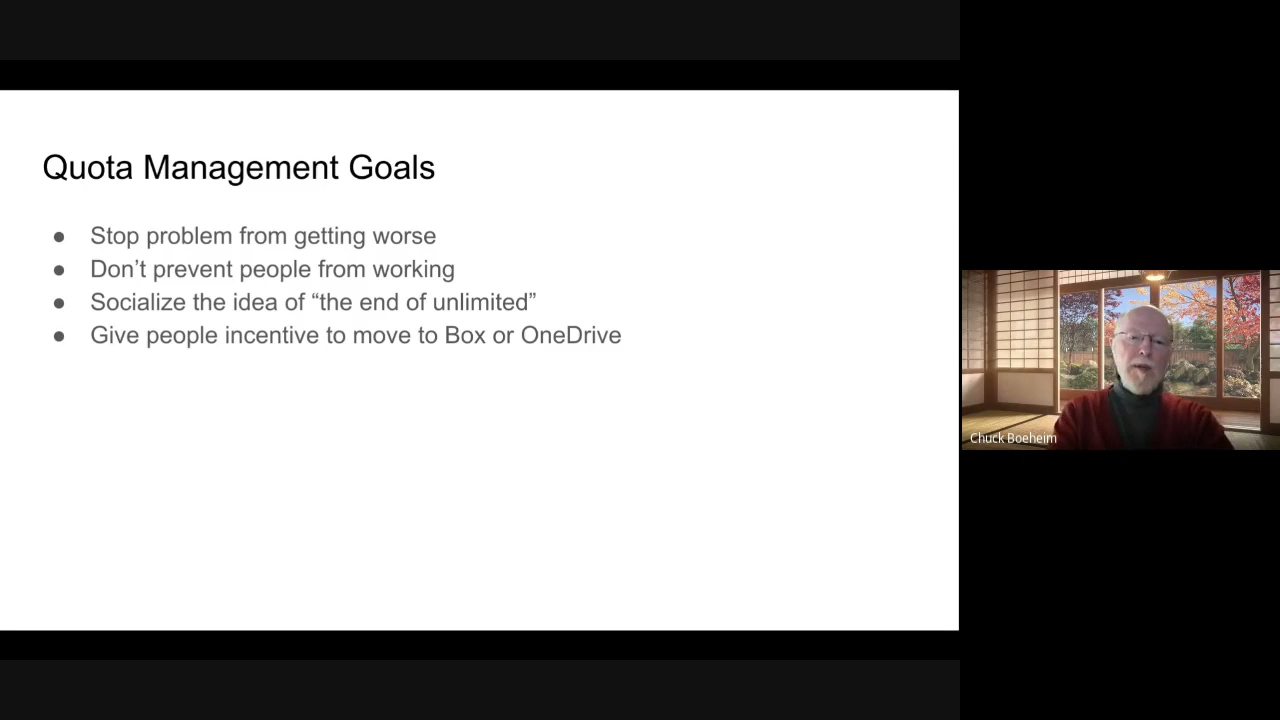 Quota Management Goals
● Stop problem from getting worse
● Don’t prevent people from working
● Socialize the idea of “the end of unlimited”
● Give people incentive to move to Box or OneDrive
Chuck Boeheim